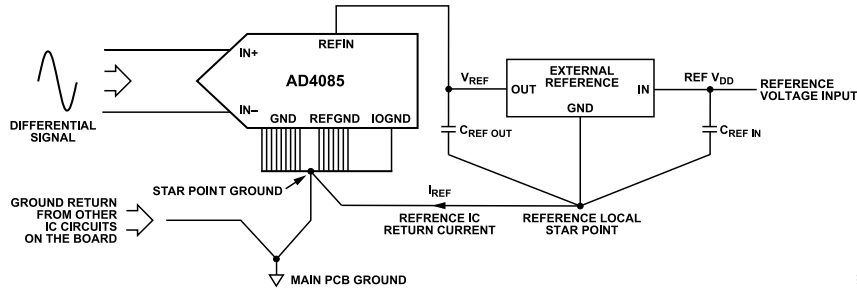 REFIN
IN+
AD4085
IN–
GND
REFGND
IOGND
DIFFERENTIAL
SIGNAL
VREF
EXTERNAL
REFERENCE
OUT
IN
GND
REF VDD
REFERENCE
VOLTAGE INPUT
CREF OUT
CREF IN
STAR POINT GROUND
IREF
REFRENCE IC
RETURN CURRENT
REFERENCE LOCAL
STAR POINT
GROUND RETURN
FROM OTHER
IC CIRCUITS
ON THE BOARD
MAIN PCB GROUND